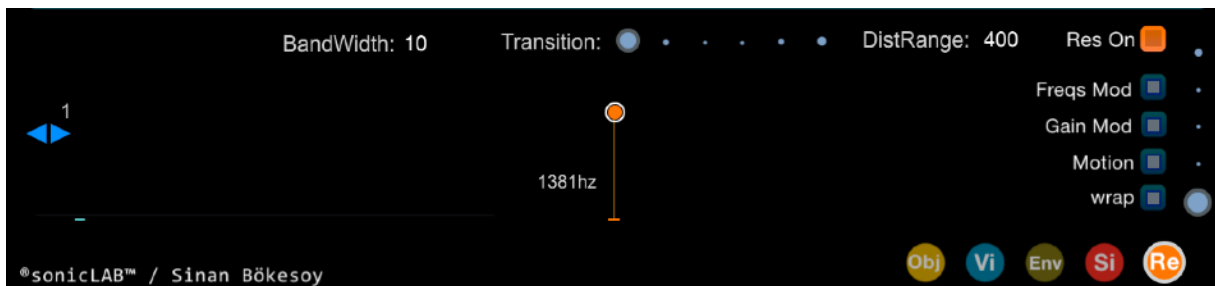 BandWidth: 10 Transition: DistRange: 400 Res On
Freqs Mod
1
Gain Mod
Motion
1381hz
wrap
®sonicLAB™ / Sinan Bökesoy
Obj Vi Env Si Re